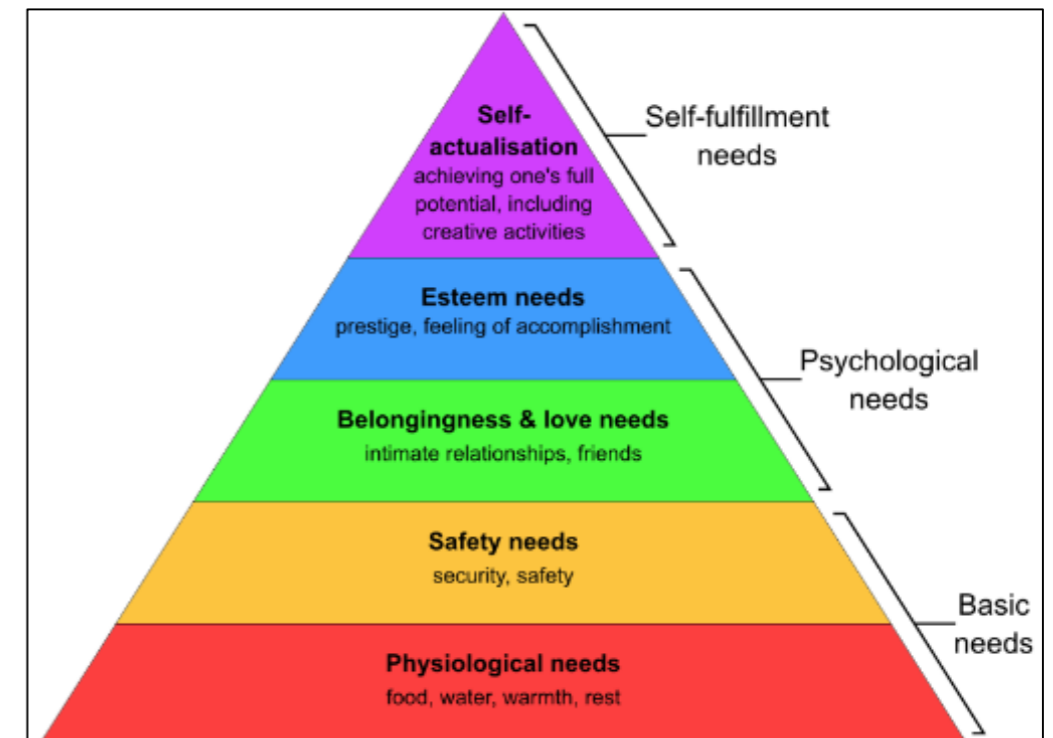 Self-
actualisation
achieving one's full
potential, including
creative activities
Self-fulfillment
needs
Esteem needs
prestige, feeling of accomplishment
Psychological
needs
Belongingness & love needs
intimate relationships, friends
Safety needs
security, safety
Basic
needs
Physiological needs
food, water, warmth, rest